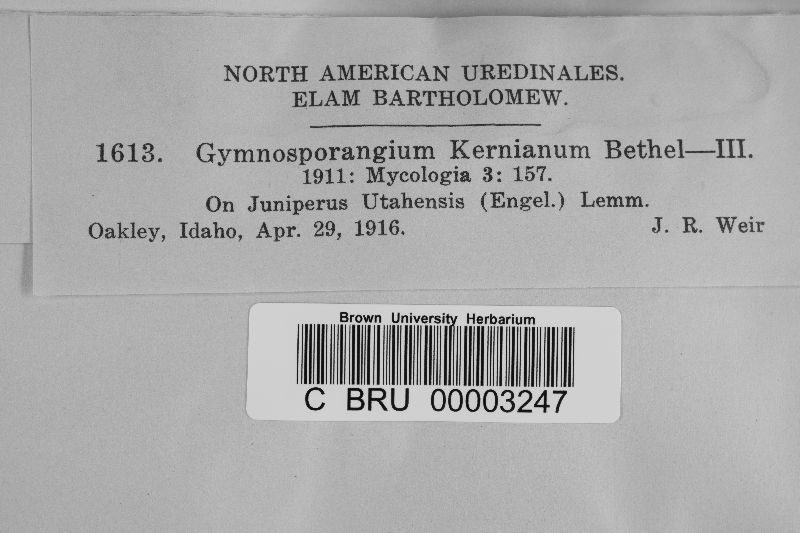 NORTH AMERICAN UREDINALES.
ELAM BARTHOLOMEW.
1613. Gymnosporangium Kernianum Bethel—III.
1911: Mycologia 3: 157.
On Juniperus Utahensis (Engel.) Lemm.
Oakley, Idaho, Apr. 29, 1916. J. R. Weir
Brown University Herbarium
C BRU 00003247